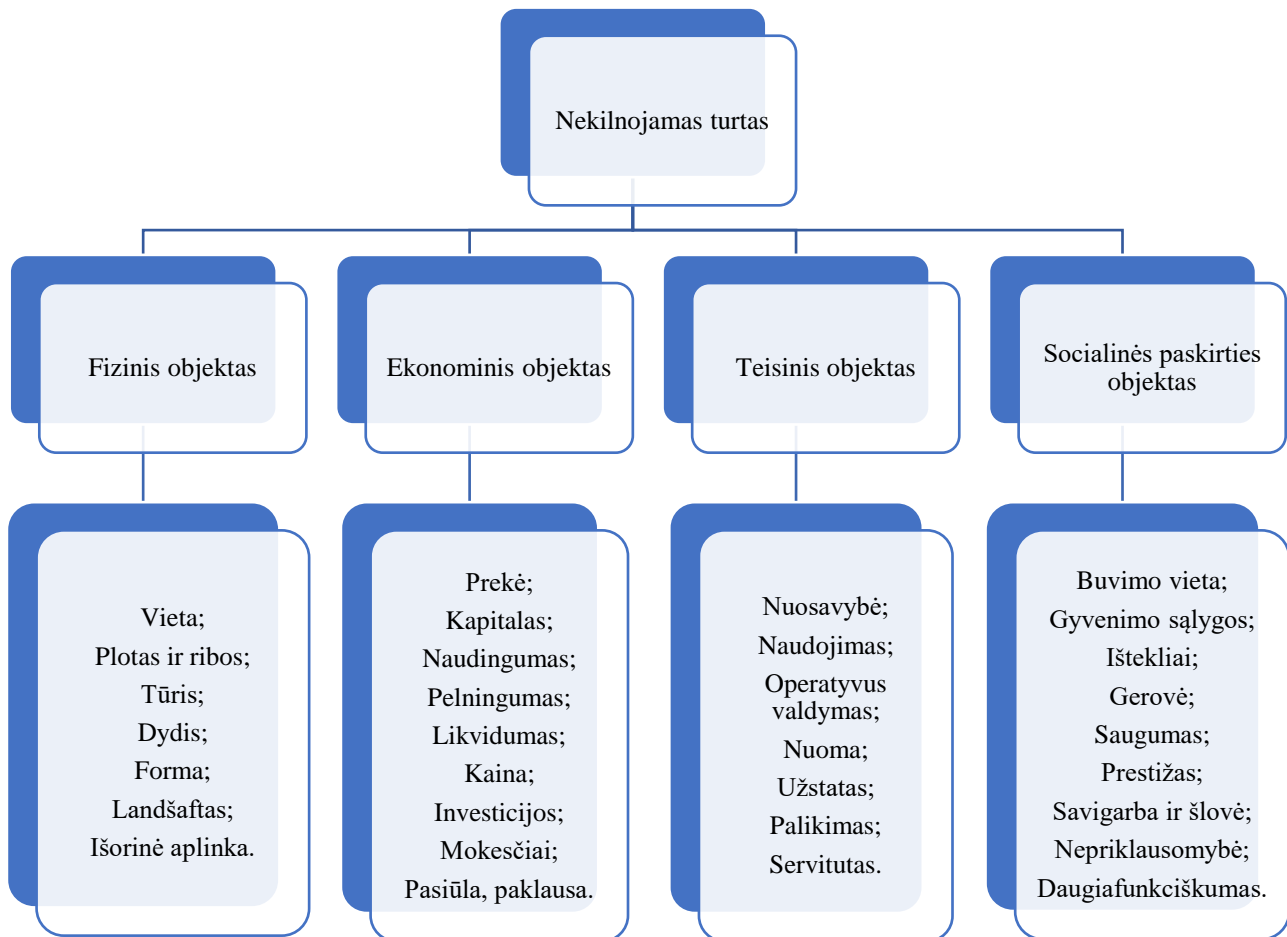 Nekilnojamas turtas
Fizinis objektas
Ekonominis objektas
Teisinis objektas
Socialinės paskirties
objektas
Vieta;
Plotas ir ribos;
Tūris;
Dydis;
Forma;
Landšaftas;
Išorinė aplinka.
Prekė;
Kapitalas;
Naudingumas;
Pelningumas;
Likvidumas;
Kaina;
Investicijos;
Mokesčiai;
Pasiūla, paklausa.
Nuosavybė;
Naudojimas;
Operatyvus
valdymas;
Nuoma;
Užstatas;
Palikimas;
Servitutas.
Buvimo vieta;
Gyvenimo sąlygos;
Ištekliai;
Gerovė;
Saugumas;
Prestižas;
Savigarba ir šlovė;
Nepriklausomybė;
Daugiafunkciškumas.